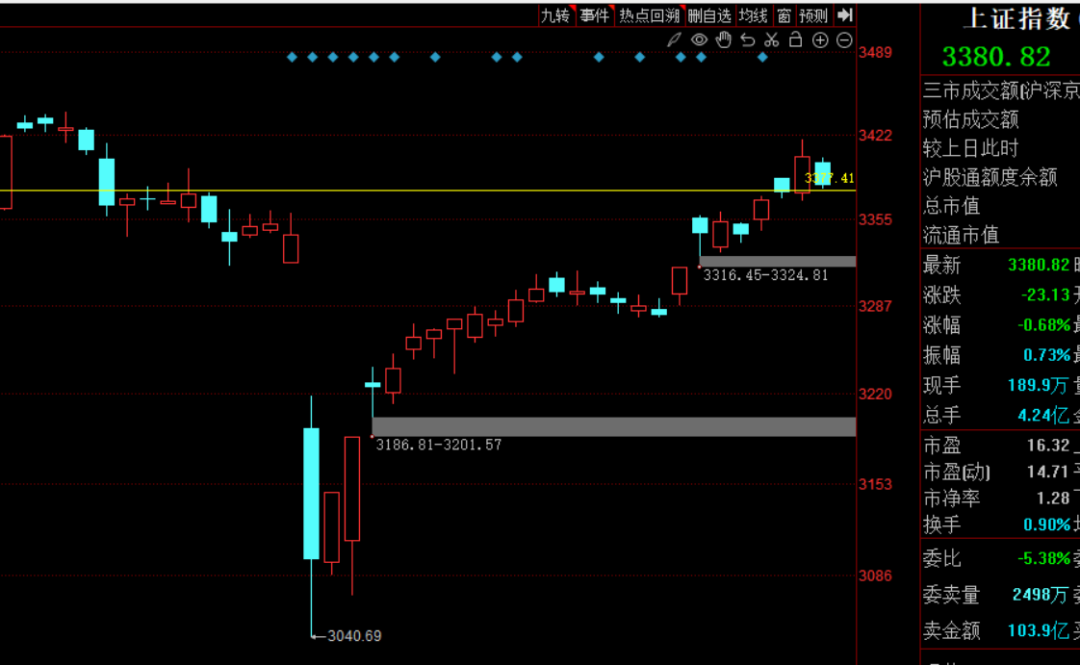 九转 事件 热点回溯 删自选 均线 窗 预测
上证指数
3380.82
3489
3422
3377.41
3355
3316.45-3324.81
3287
3220
3186.81-3201.57
3153
3086
3040.69
三市成交额(沪深京
预估成交额
较上日此时
沪股通额度余额
总市值
流通市值
最新 3380.82
涨跌 -23.13
涨幅 -0.68%
振幅 0.73%
现手 189.9万
总手 4.24亿
市盈 16.32
市盈(动) 14.71
市净率 1.28
换手 0.90%
委比 -5.38%
委卖量 2498万
卖金额 103.9亿